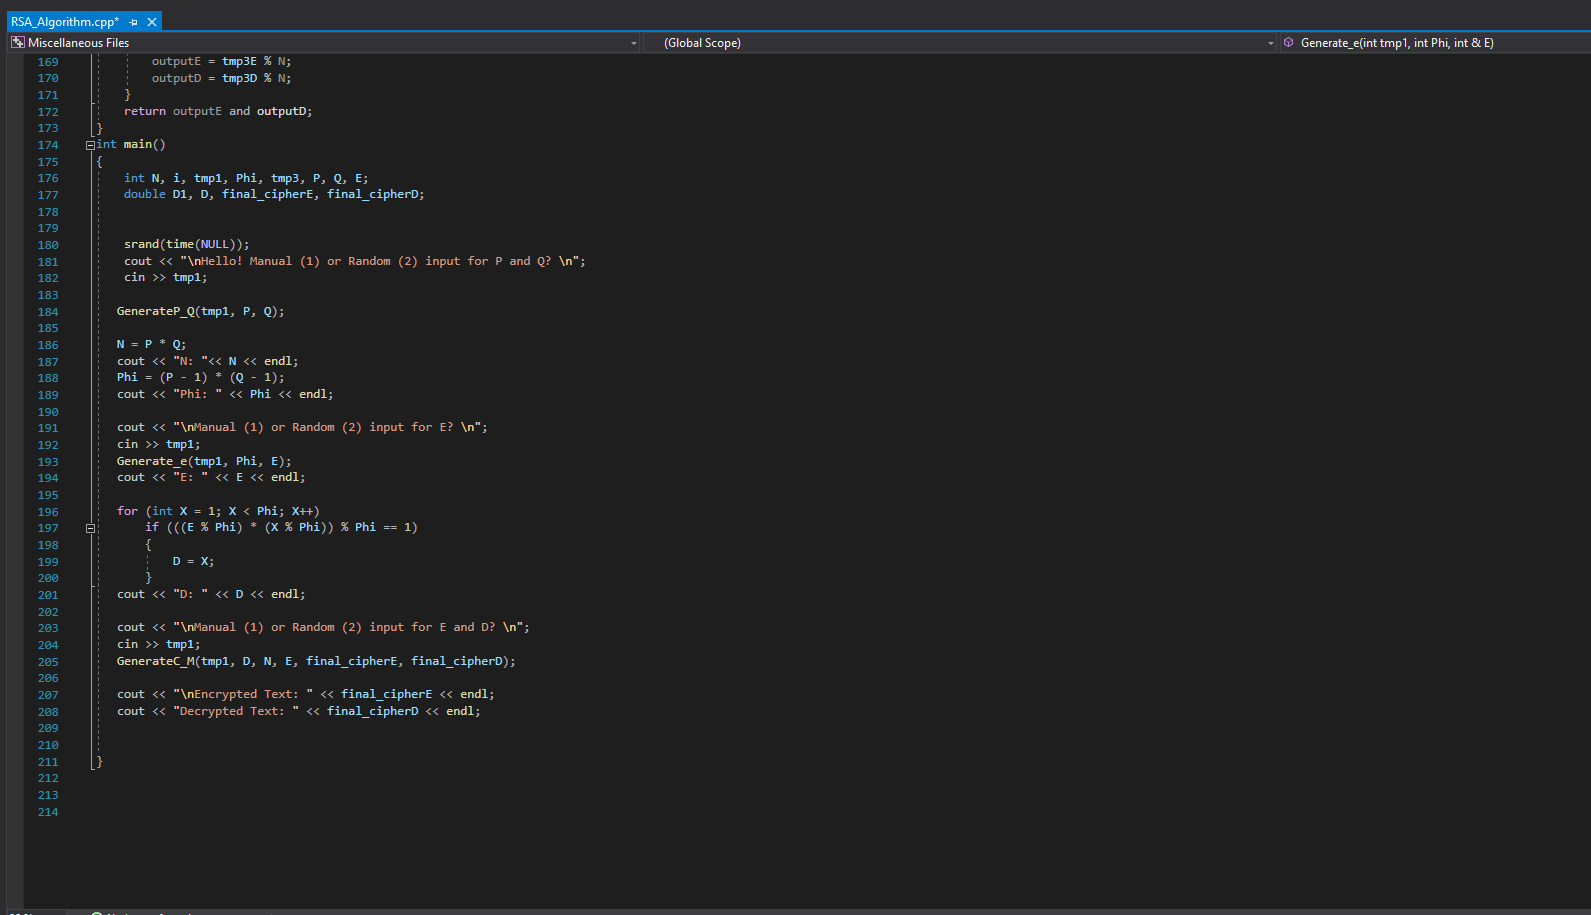 RSA_Algorithm.cpp*
Miscellaneous Files (Global Scope) Generate_e(int tmp1, int Phi, int & E)
169 outputE = tmp3E % N;
170 outputD = tmp3D % N;
171 }
172 return outputE and outputD;
173 }
174 int main()
175 {
176 int N, i, tmp1, Phi, tmp3, P, Q, E;
177 double D1, D, final_cipherE, final_cipherD;
178
179
180 srand(time(NULL));
181 cout << "\nHello! Manual (1) or Random (2) input for P and Q? \n";
182 cin >> tmp1;
183
184 GenerateP_Q(tmp1, P, Q);
185
186 N = P * Q;
187 cout << "N: "<< N << endl;
188 Phi = (P - 1) * (Q - 1);
189 cout << "Phi: " << Phi << endl;
190
191 cout << "\nManual (1) or Random (2) input for E? \n";
192 cin >> tmp1;
193 Generate_e(tmp1, Phi, E);
194 cout << "E: " << E << endl;
195
196 for (int X = 1; X < Phi; X++)
197 if (((E % Phi) * (X % Phi)) % Phi == 1)
198 {
199 D = X;
200 }
201 cout << "D: " << D << endl;
202
203 cout << "\nManual (1) or Random (2) input for E and D? \n";
204 cin >> tmp1;
205 GenerateC_M(tmp1, D, N, E, final_cipherE, final_cipherD);
206
207 cout << "\nEncrypted Text: " << final_cipherE << endl;
208 cout << "Decrypted Text: " << final_cipherD << endl;
209
210
211 }
212
213
214